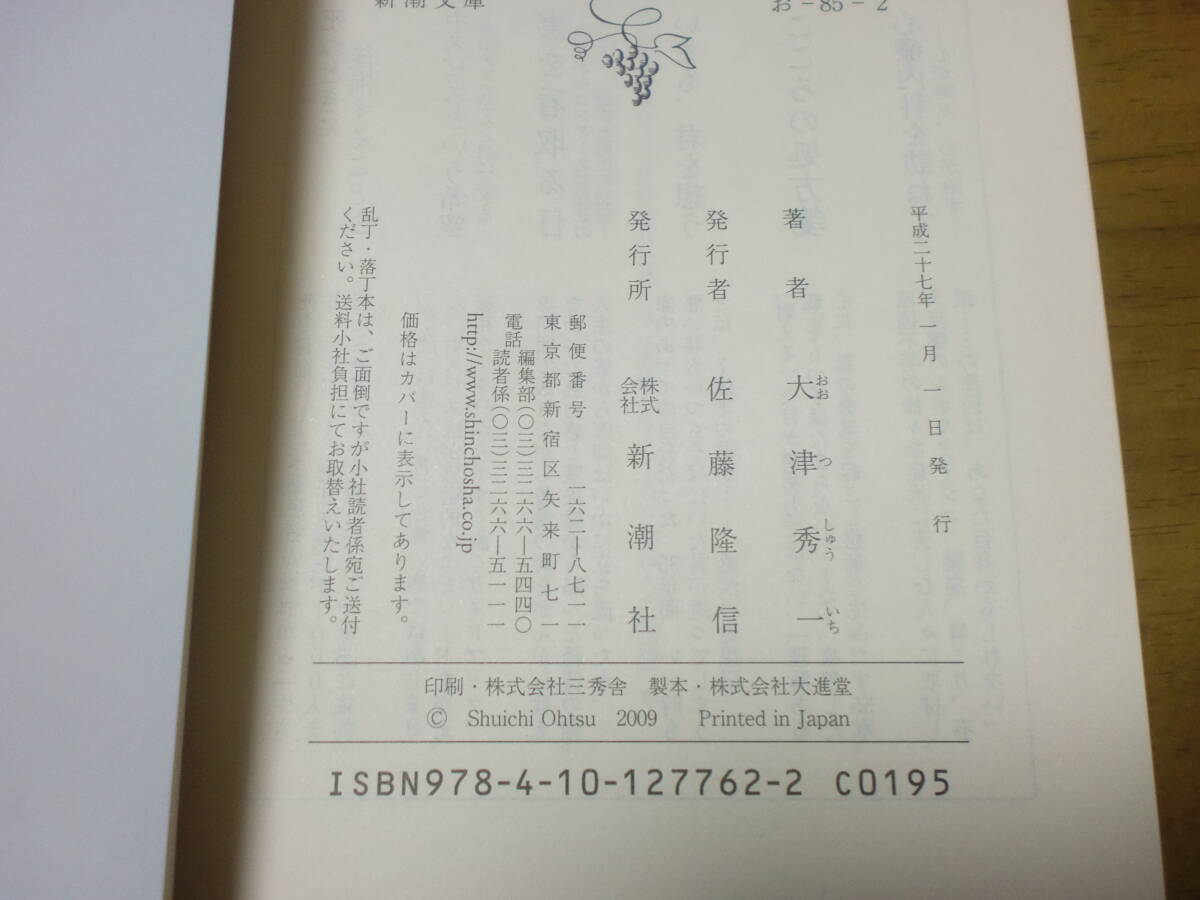 新潮文庫
お-85-2
平成二十七年一月一日発行
著者 大津秀一
おおつしゅういち
発行者 佐藤隆信
発行所 株式会社 新潮社
郵便番号 一六二―八七一一
東京都新宿区矢来町七一
電話 編集部(〇三)三二六六―五四四〇
読者係(〇三)三二六六―五一一一
http://www.shinchosha.co.jp
価格はカバーに表示してあります。
乱丁・落丁本は、ご面倒ですが小社読者係宛ご送付
ください。送料小社負担にてお取替えいたします。
印刷・株式会社三秀舎 製本・株式会社大進堂
© Shuichi Ohtsu 2009 Printed in Japan
ISBN978-4-10-127762-2 C0195